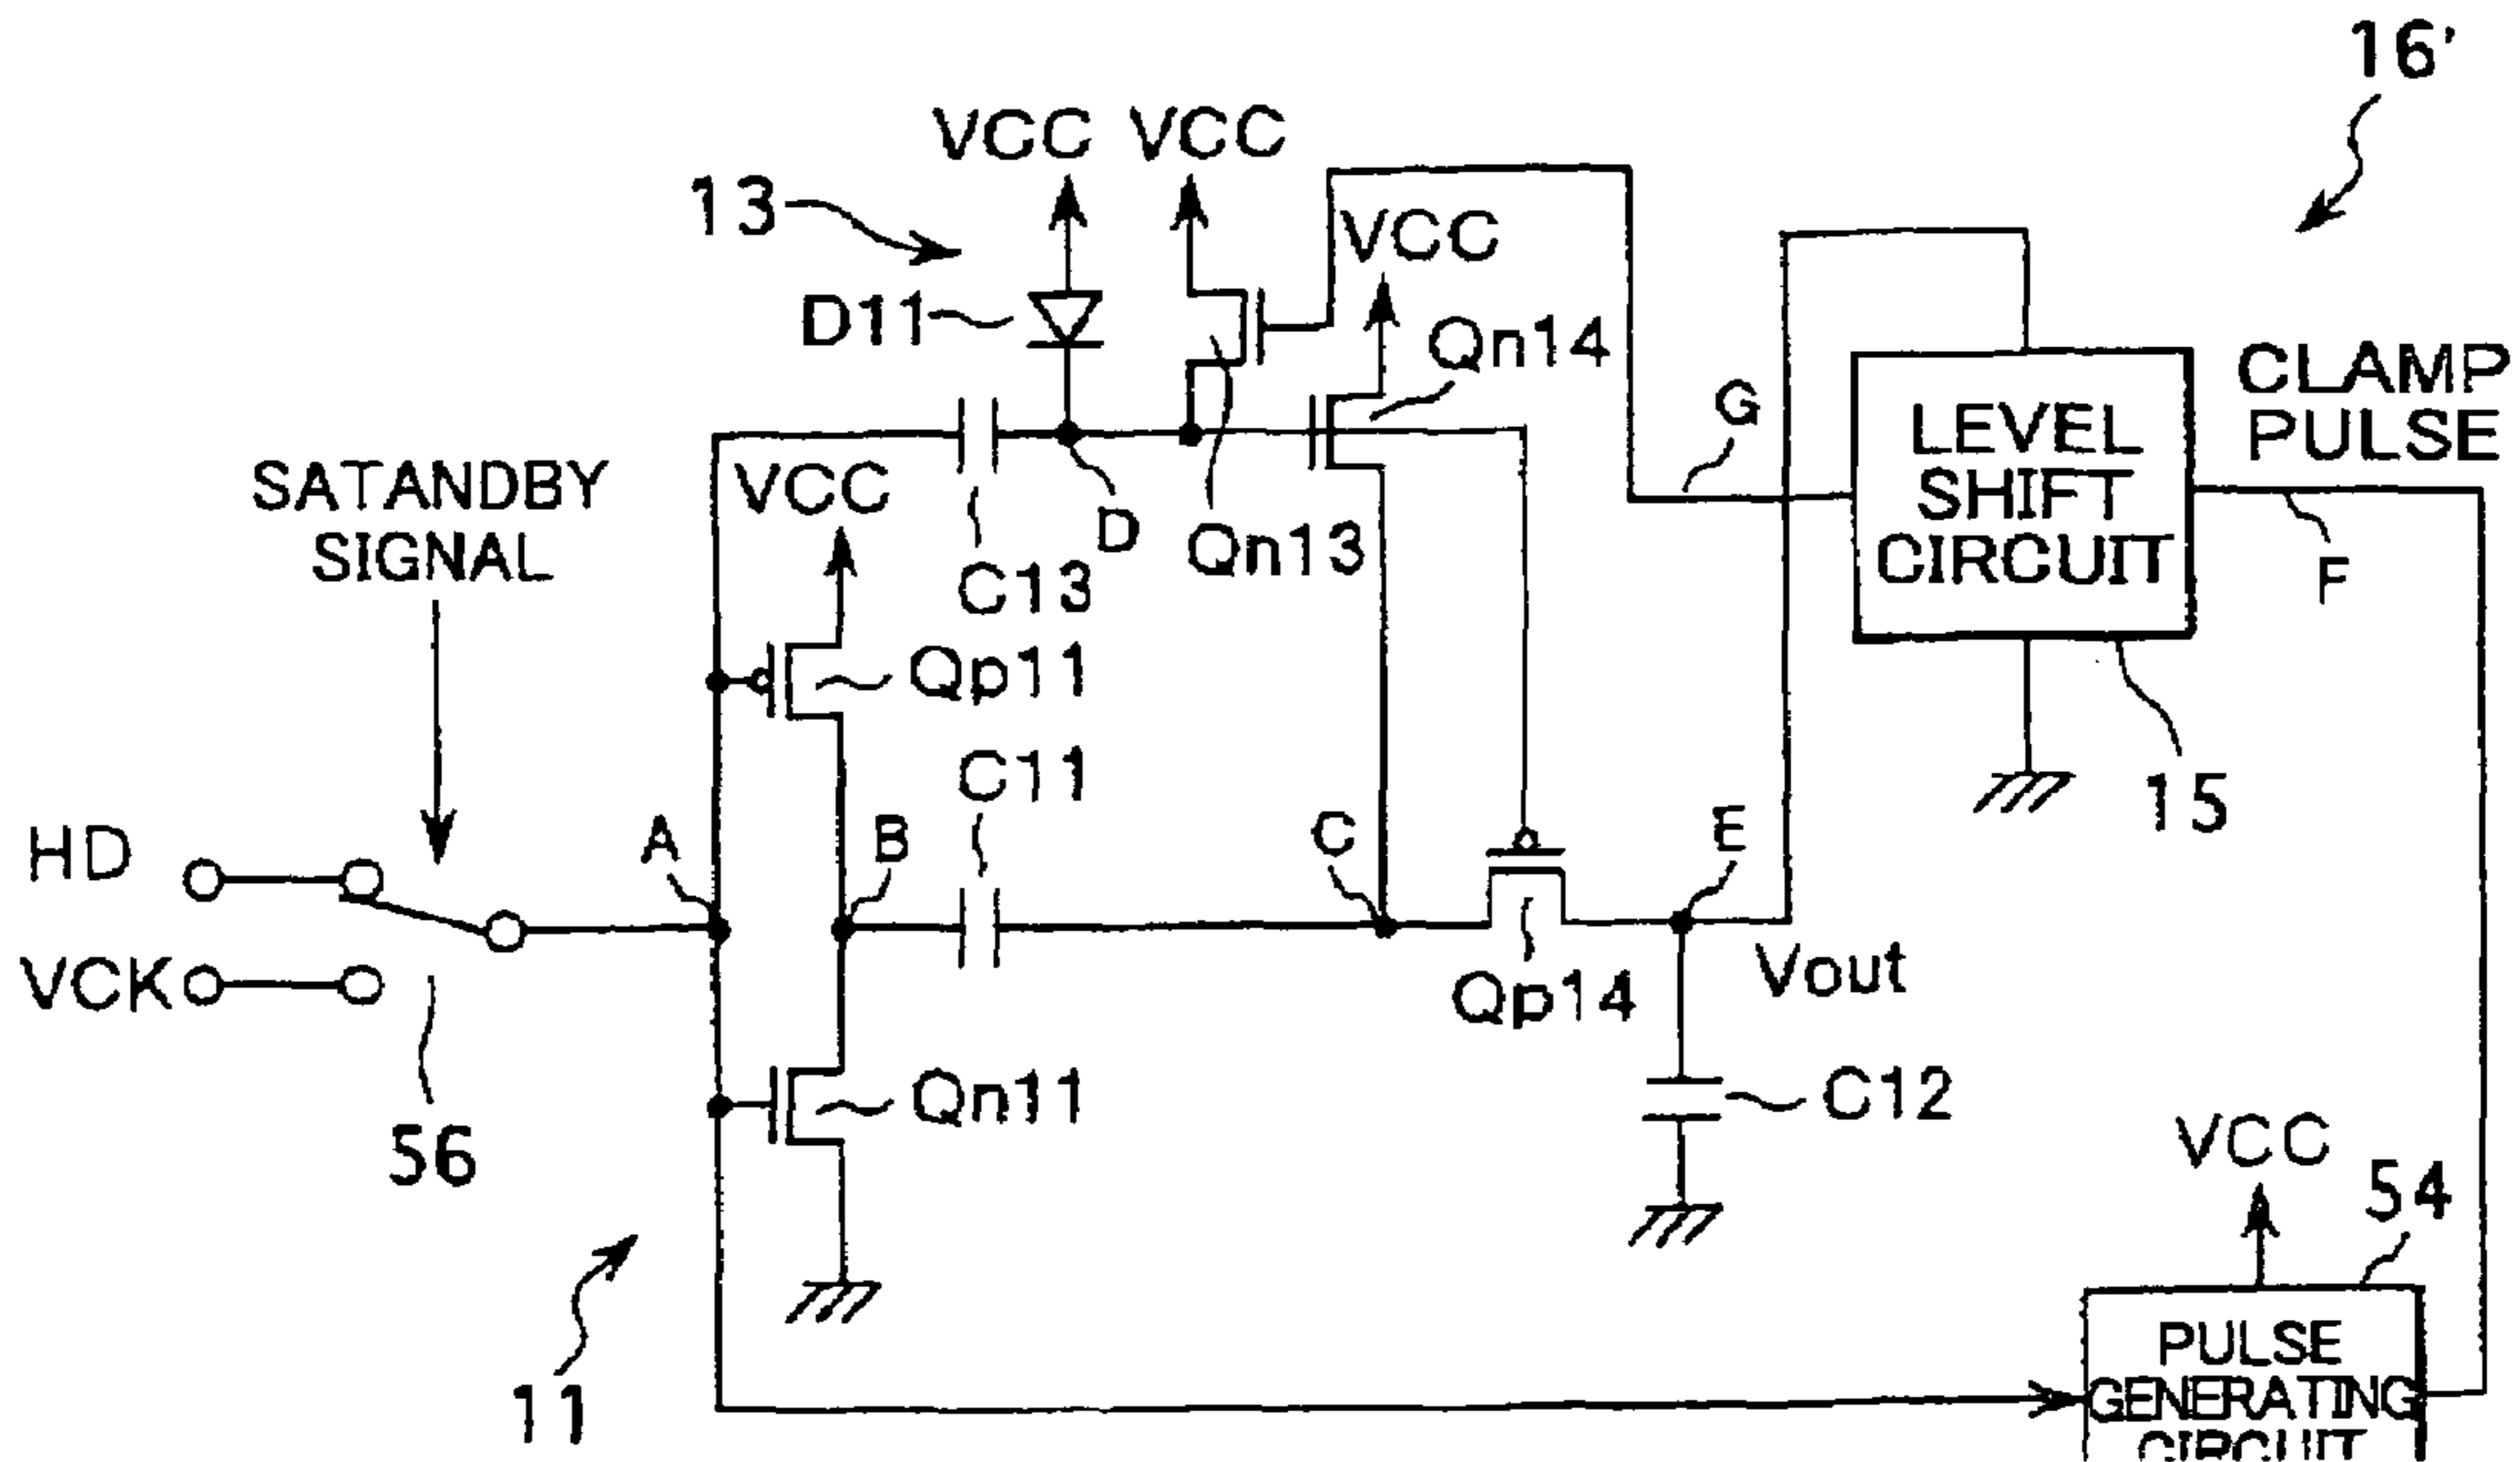 16'
VCC VCC
13
VCC
D11
Qn14
G
CLAMP
PULSE
LEVEL
SHIFT
CIRCUIT
SATANDBY
SIGNAL
VCC
D
Qn13
F
C13
Qp11
C11
15
HD
A
B
C
E
VCK
Qp14
Vout
Qn11
C12
56
VCC
54
11
PULSE
GENERATING
CIRCUIT